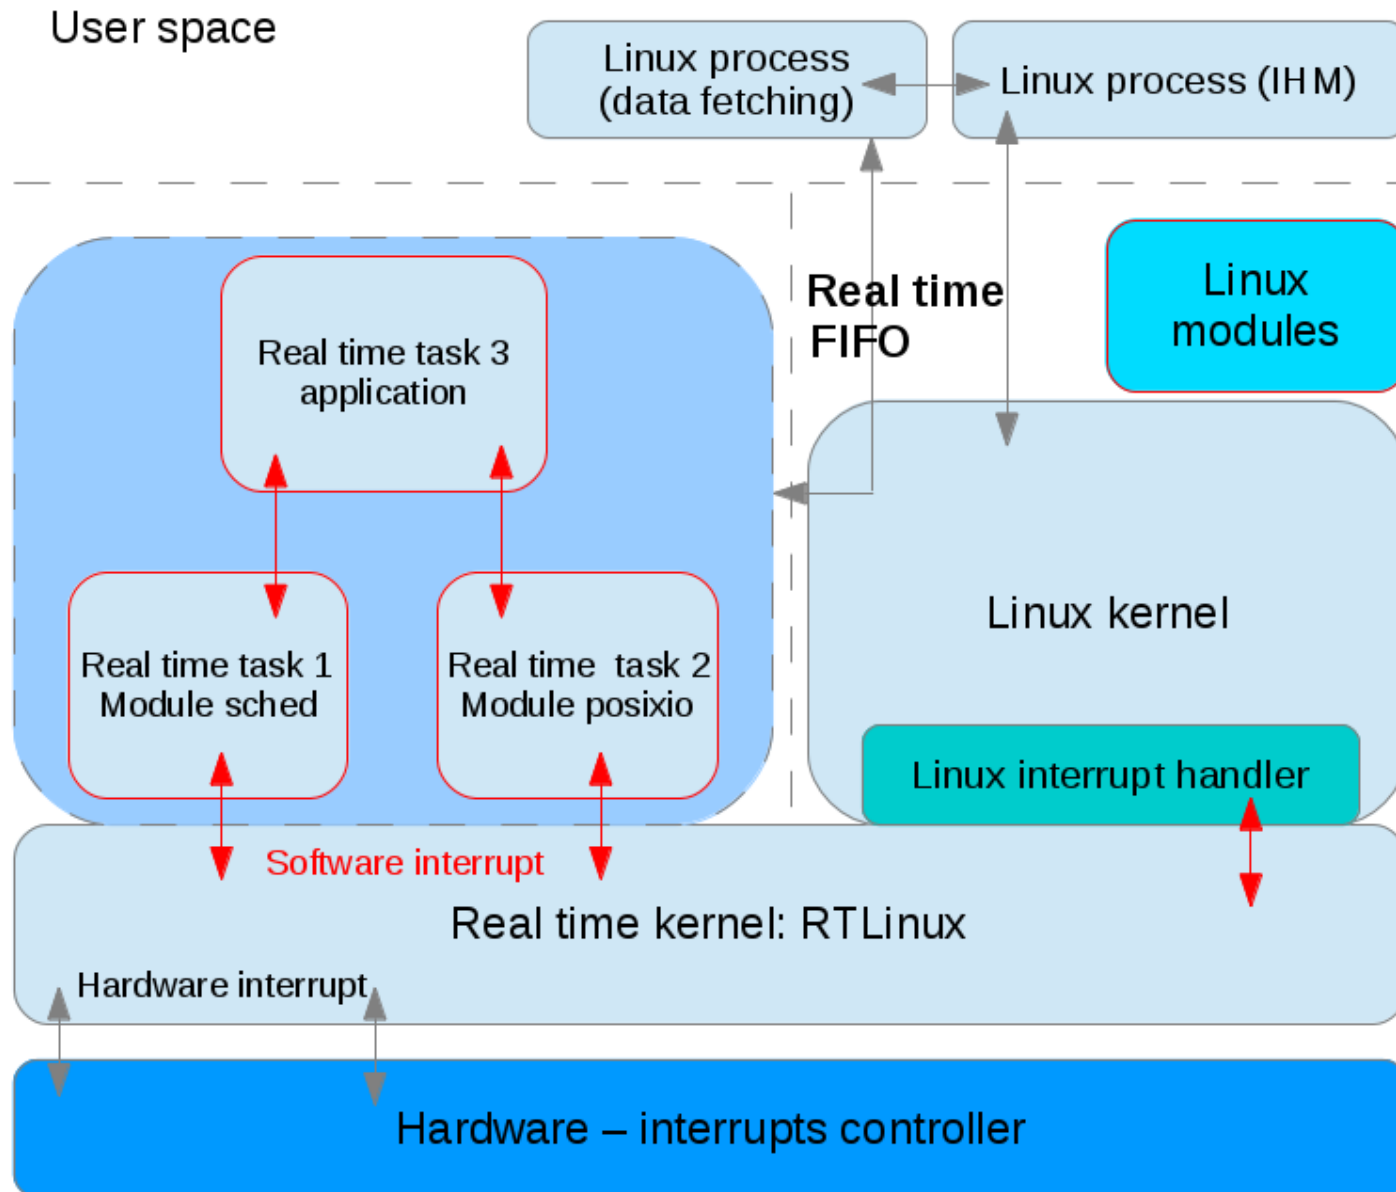 User space
Linux process
(data fetching)
Linux process (IHM)
Real time
FIFO
Linux
modules
Real time task 3
application
Real time task 1
Module sched
Real time  task 2
Module posixio
Linux kernel
Linux interrupt handler
Software interrupt
Real time kernel: RTLinux
Hardware interrupt
Hardware – interrupts controller